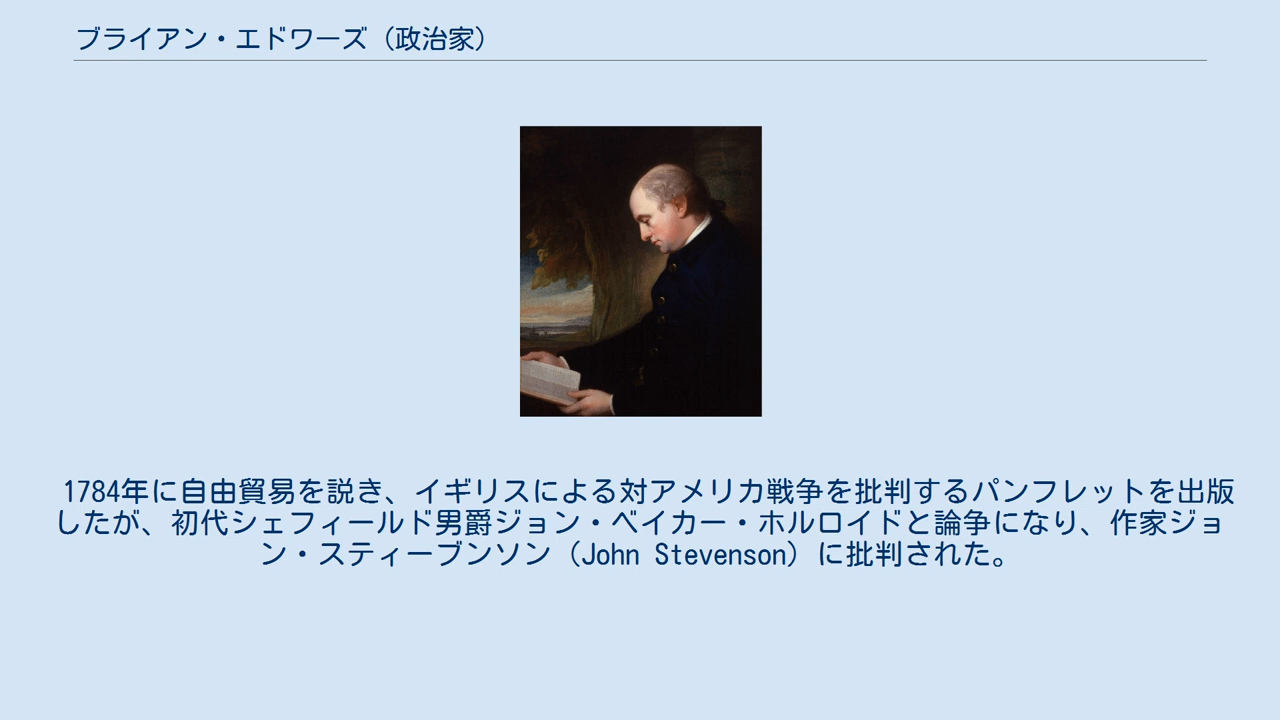 ブライアン・エドワーズ（政治家）
1784年に自由貿易を説き、イギリスによる対アメリカ戦争を批判するパンフレットを出版
したが、初代シェフィールド男爵ジョン・ベイカー・ホルロイドと論争になり、作家ジョ
ン・スティーブンソン（John Stevenson）に批判された。